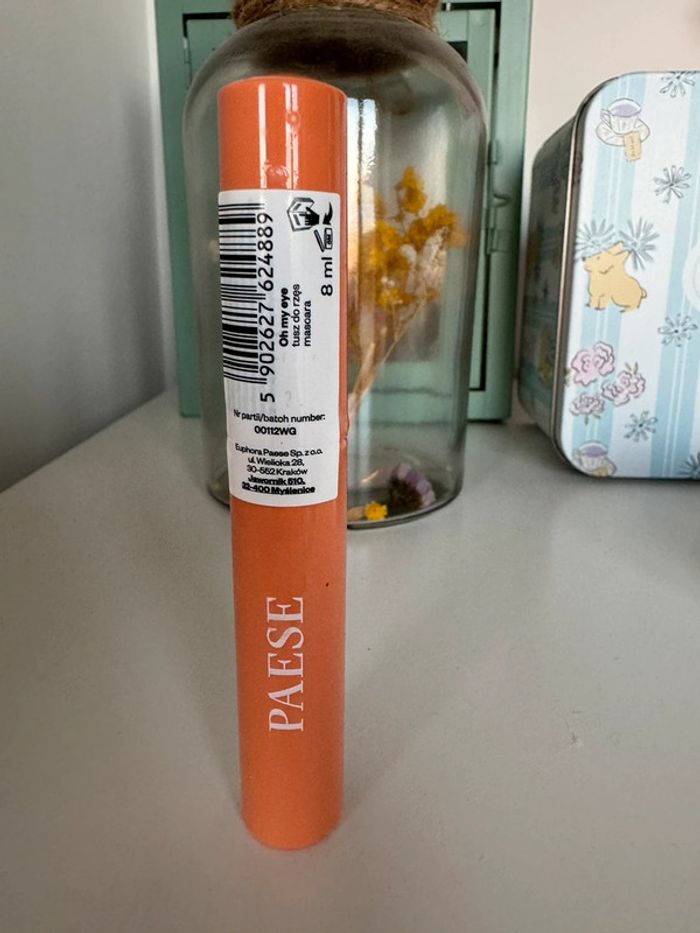 5 902627 624889
Oh my eye
tusz do rzęs
mascara
8 ml
Nr partii/batch number:
00112WG
Euphora Paese Sp. z o.o.
ul. Wielicka 28,
30-552 Kraków
Jawornik 610,
32-400 Myślenice
PAESE